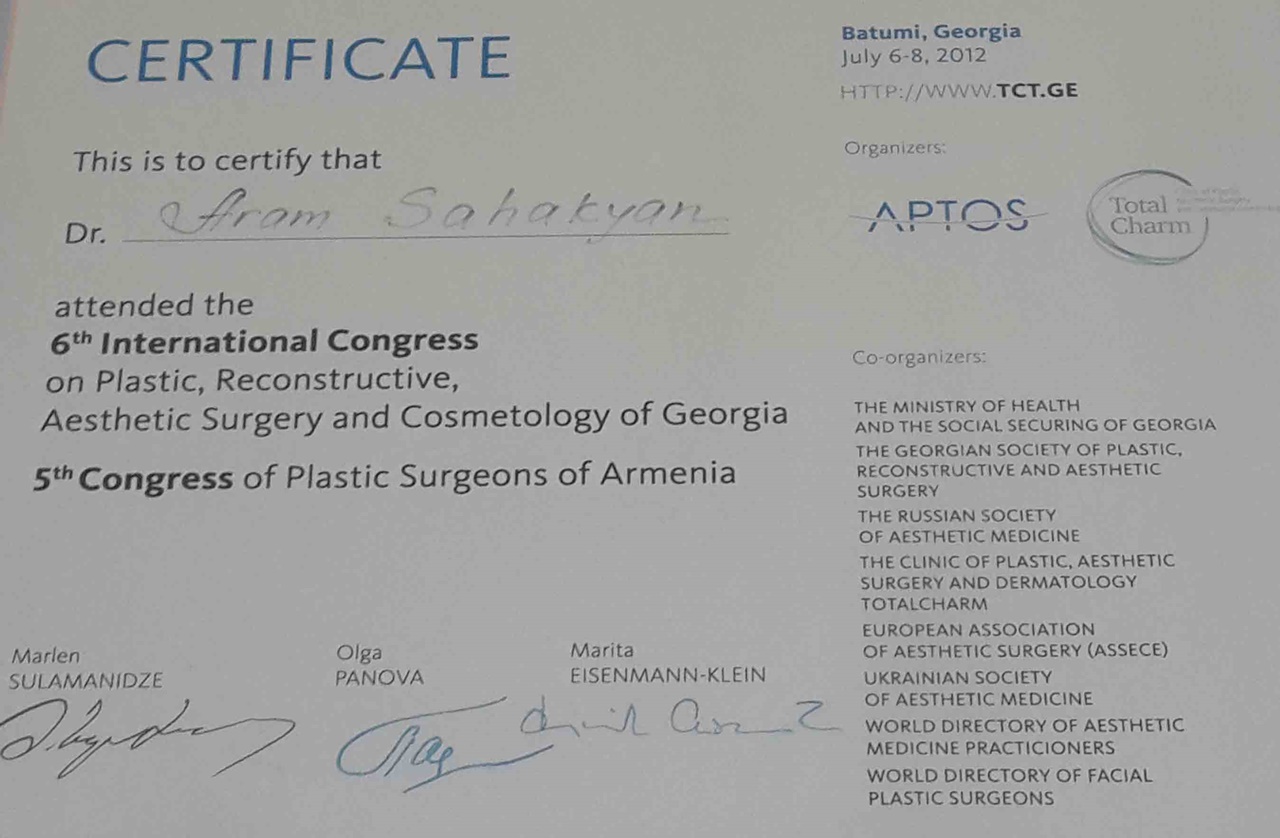 CERTIFICATE
This is to certify that
Dr. Aram Sahakyan
attended the
6th International Congress
on Plastic, Reconstructive,
Aesthetic Surgery and Cosmetology of Georgia
5th Congress of Plastic Surgeons of Armenia
Marlen
SULAMANIDZE
Olga
PANOVA
Marita
EISENMANN-KLEIN
Batumi, Georgia
July 6-8, 2012
HTTP://WWW.TCT.GE
Organizers:
APTOS
Total
Charm
Co-organizers:
THE MINISTRY OF HEALTH
AND THE SOCIAL SECURING OF GEORGIA
THE GEORGIAN SOCIETY OF PLASTIC,
RECONSTRUCTIVE AND AESTHETIC
SURGERY
THE RUSSIAN SOCIETY
OF AESTHETIC MEDICINE
THE CLINIC OF PLASTIC, AESTHETIC
SURGERY AND DERMATOLOGY
TOTALCHARM
EUROPEAN ASSOCIATION
OF AESTHETIC SURGERY (ASSECE)
UKRAINIAN SOCIETY
OF AESTHETIC MEDICINE
WORLD DIRECTORY OF AESTHETIC
MEDICINE PRACTICIONERS
WORLD DIRECTORY OF FACIAL
PLASTIC SURGEONS